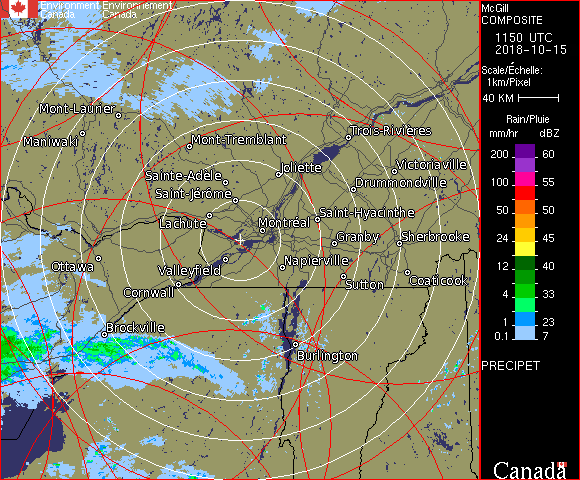 Environment Environnement
Canada Canada
McGill
COMPOSITE
1150 UTC
2018-10-15
Scale/Échelle:
1km/Pixel
40 KM
Rain/Pluie
mm/hr dBZ
200 60
150 57
100 55
50 50
24 45
12 40
4 33
1 23
0.1 7
PRECIPET
Canada
Mont-Laurier
Maniwaki
Mont-Tremblant
Trois-Rivières
Sainte-Adèle
Joliette
Victoriaville
Saint-Jérôme
Drummondville
Lachute
Montréal
Saint-Hyacinthe
Granby
Sherbrooke
Ottawa
Valleyfield
Napierville
Cornwall
Sutton
Coaticook
Brockville
Burlington